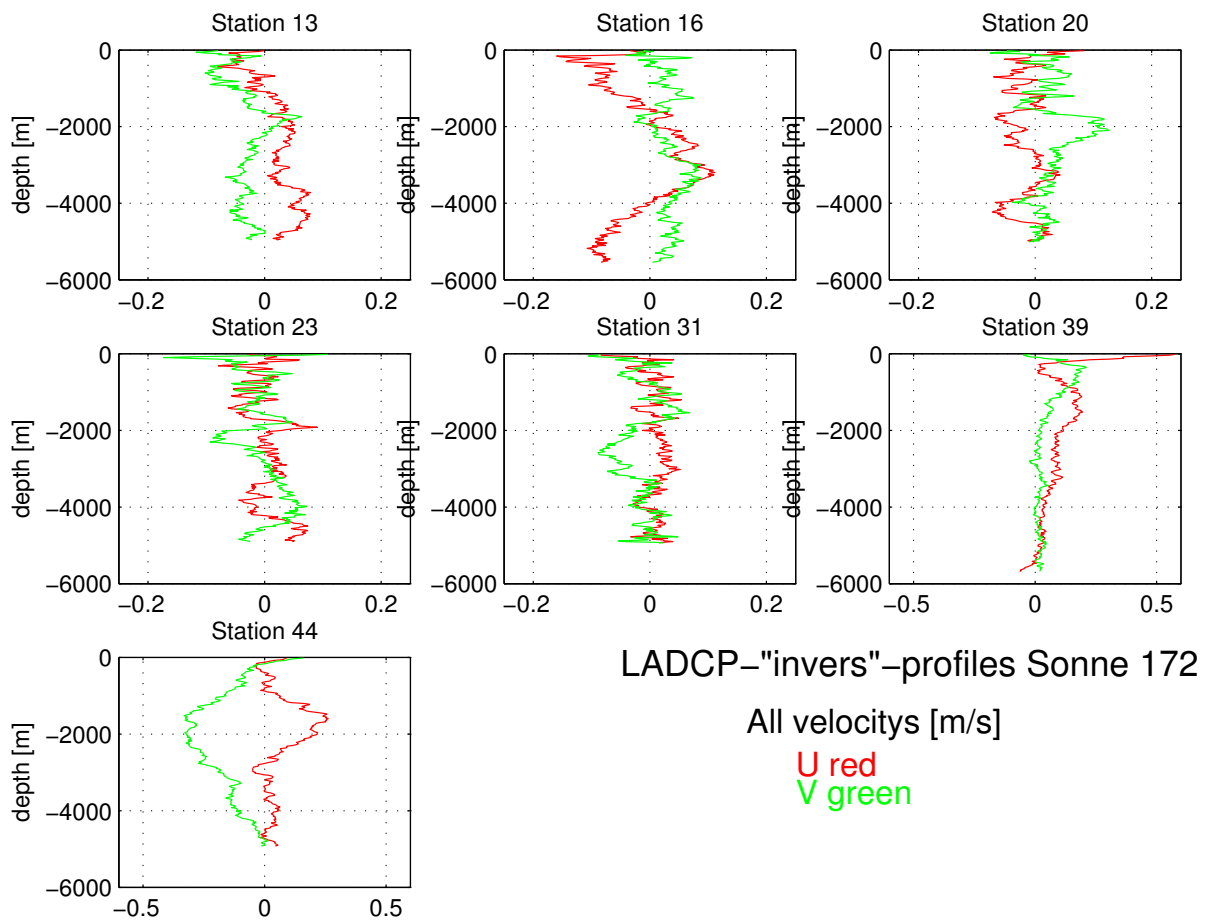 Station 13
Station 16
Station 20
0
−2000
−4000
−6000
depth [m]
−0.2
0
0.2
0
−2000
−4000
−6000
depth [m]
−0.2
0
0.2
0
−2000
−4000
−6000
depth [m]
−0.2
0
0.2
Station 23
Station 31
Station 39
0
−2000
−4000
−6000
depth [m]
−0.2
0
0.2
0
−2000
−4000
−6000
depth [m]
−0.2
0
0.2
0
−2000
−4000
−6000
depth [m]
−0.5
0
0.5
Station 44
0
−2000
−4000
−6000
depth [m]
−0.5
0
0.5
LADCP−"invers"−profiles Sonne 172
All velocitys [m/s]
U red
V green